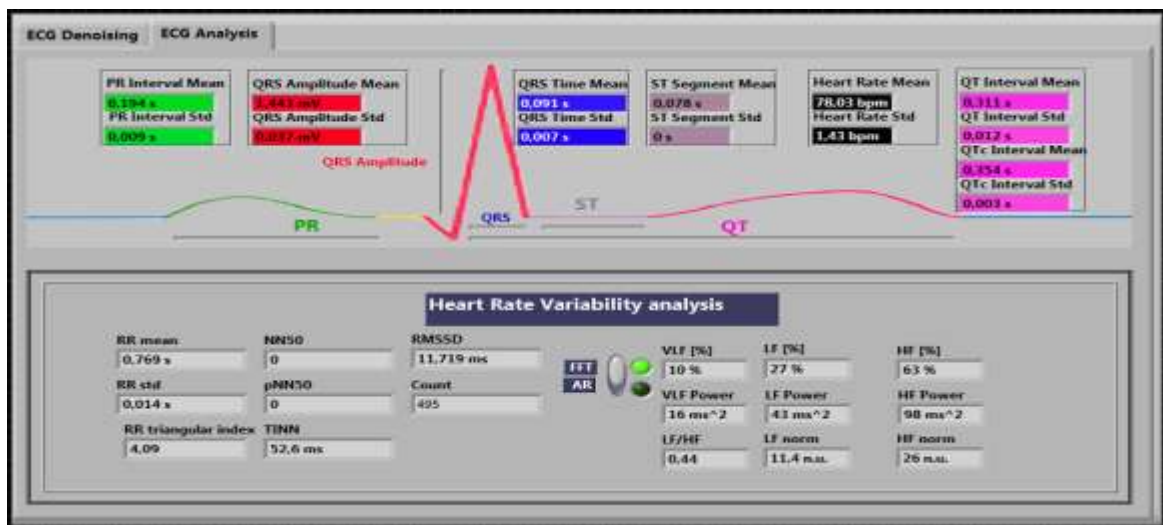 ECG Denoising ECG Analysis
PR Interval Mean QRS Amplitude Mean QRS Time Mean ST Segment Mean Heart Rate Mean QT Interval Mean
0,194 s 1,443 mV 0,091 s 0,078 s 78,03 bpm 0,311 s
PR Interval Std QRS Amplitude Std QRS Time Std ST Segment Std Heart Rate Std QT Interval Std
0,009 s 0,037 mV 0,007 s 0 s 1,43 bpm 0,012 s
QTc Interval Mean
0,354 s
QTc Interval Std
0,003 s
QRS Amplitude
PR QRS ST QT
Heart Rate Variability analysis
RR mean NN50 RMSSD
0,769 s 0 11,719 ms
RR std pNN50 Count
0,014 s 0 495
RR triangular index TINN
4,09 52,6 ms
FFT
AR
VLF [%] LF [%] HF [%]
10 % 27 % 63 %
VLF Power LF Power HF Power
16 ms^2 43 ms^2 98 ms^2
LF/HF LF norm HF norm
0,44 11,4 n.u. 26 n.u.